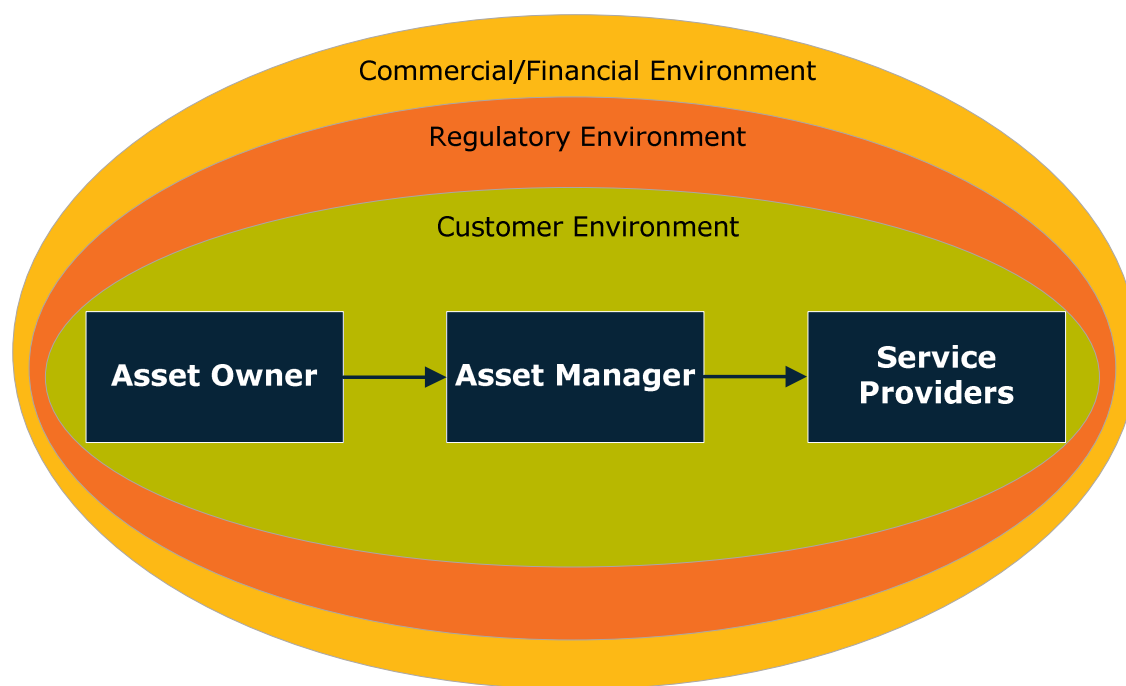 Commercial/Financial Environment
Regulatory Environment
Customer Environment
Asset Owner
Asset Manager
Service
Providers